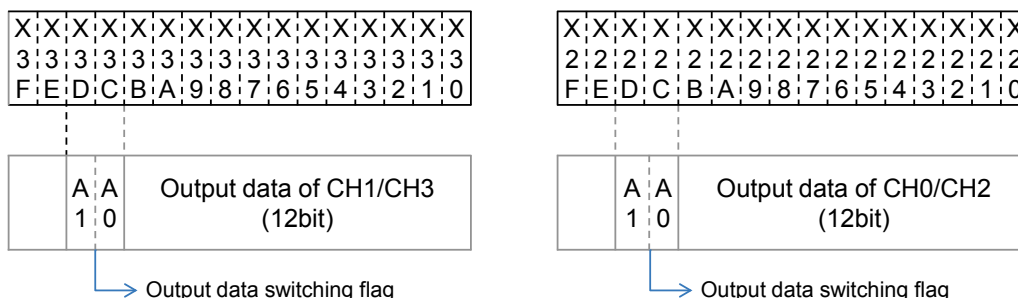 X X X X X X X X X X X X X X X X
3 3 3 3 3 3 3 3 3 3 3 3 3 3 3 3
F E D C B A 9 8 7 6 5 4 3 2 1 0
A A
1 0
Output data of CH1/CH3
(12bit)
Output data switching flag
X X X X X X X X X X X X X X X X
2 2 2 2 2 2 2 2 2 2 2 2 2 2 2 2
F E D C B A 9 8 7 6 5 4 3 2 1 0
A A
1 0
Output data of CH0/CH2
(12bit)
Output data switching flag